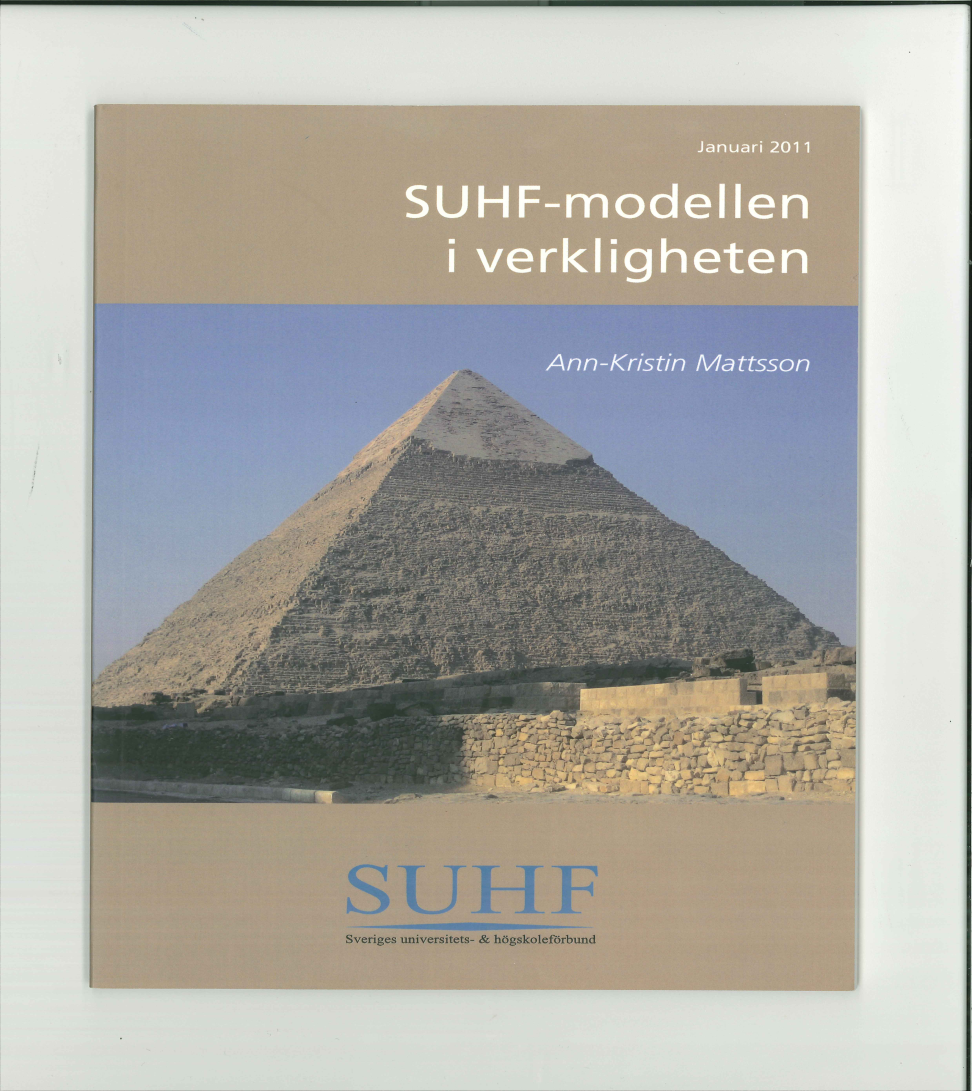 Januari 2011
SUHF-modellen
i verkligheten
Ann-Kristin Mattsson
SUHF
Sveriges universitets- & högskoleförbund